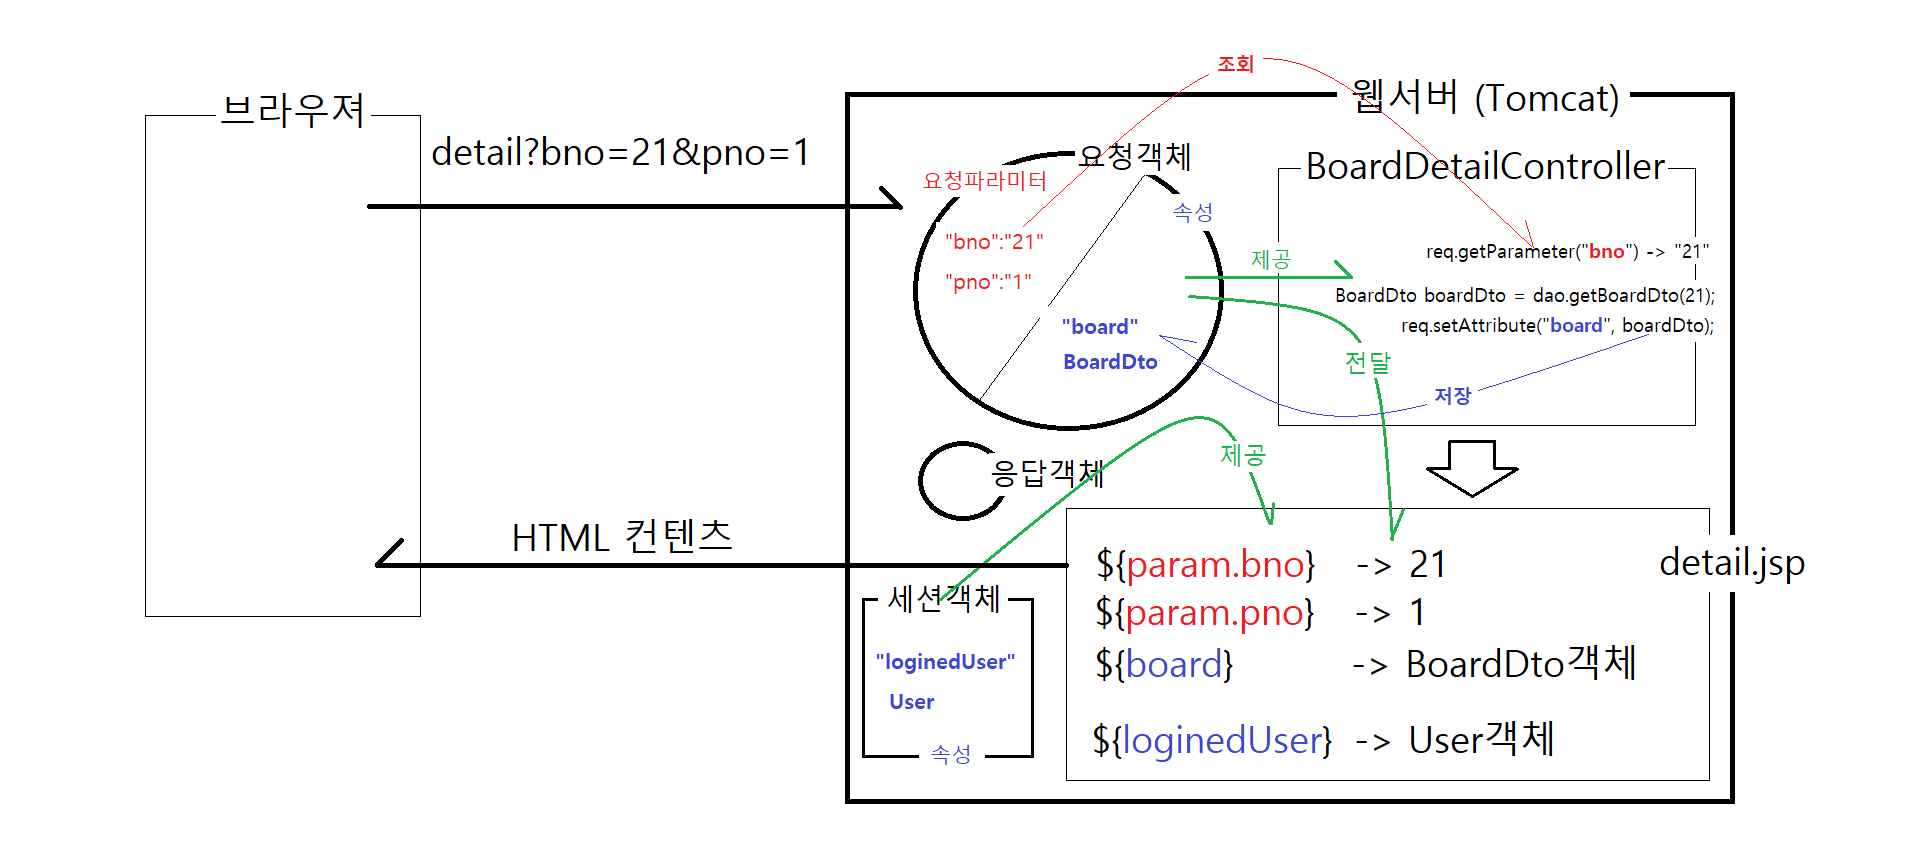 브라우져
detail?bno=21&pno=1
HTML 컨텐츠
웹서버 (Tomcat)
조회
요청객체
요청파라미터
속성
"bno":"21"
"pno":"1"
"board"
BoardDto
제공
전달
저장
BoardDetailController
req.getParameter("bno") -> "21"
BoardDto boardDto = dao.getBoardDto(21);
req.setAttribute("board", boardDto);
응답객체
제공
세션객체
"loginedUser"
User
속성
detail.jsp
${param.bno} -> 21
${param.pno} -> 1
${board} -> BoardDto객체
${loginedUser} -> User객체